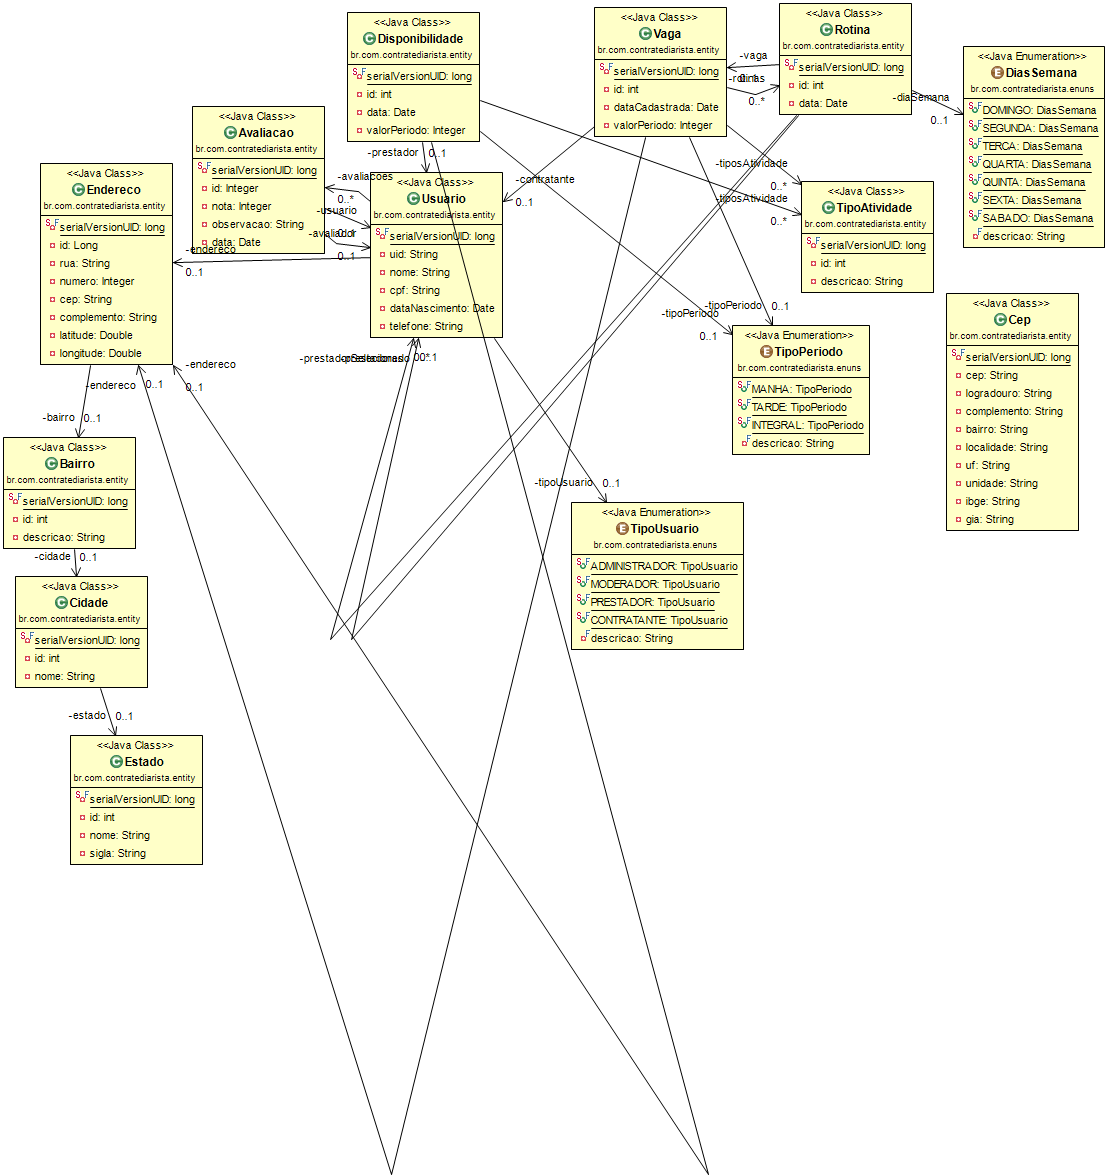 <<Java Class>>
Disponibilidade
br.com.contratediarista.entity
serialVersionUID: long
id: int
data: Date
valorPeriodo: Integer
<<Java Class>>
Vaga
br.com.contratediarista.entity
serialVersionUID: long
id: int
dataCadastrada: Date
valorPeriodo: Integer
<<Java Class>>
Rotina
br.com.contratediarista.entity
serialVersionUID: long
id: int
data: Date
-vaga
0..1
-rotinas
0..*
-diaSemana
0..1
<<Java Enumeration>>
DiasSemana
br.com.contratediarista.enuns
DOMINGO: DiasSemana
SEGUNDA: DiasSemana
TERCA: DiasSemana
QUARTA: DiasSemana
QUINTA: DiasSemana
SEXTA: DiasSemana
SABADO: DiasSemana
descricao: String
<<Java Class>>
Avaliacao
br.com.contratediarista.entity
serialVersionUID: long
id: Integer
nota: Integer
observacao: String
data: Date
-prestador
0..1
-avaliacoes
0..*
-usuario
0..1
-avaliador
0..1
-contratante
0..1
-tiposAtividade
0..*
-tiposAtividade
0..*
<<Java Class>>
Endereco
br.com.contratediarista.entity
serialVersionUID: long
id: Long
rua: String
numero: Integer
cep: String
complemento: String
latitude: Double
longitude: Double
-endereco
0..1
<<Java Class>>
Usuario
br.com.contratediarista.entity
serialVersionUID: long
uid: String
nome: String
cpf: String
dataNascimento: Date
telefone: String
<<Java Class>>
TipoAtividade
br.com.contratediarista.entity
serialVersionUID: long
id: int
descricao: String
<<Java Class>>
Cep
br.com.contratediarista.entity
serialVersionUID: long
cep: String
logradouro: String
complemento: String
bairro: String
localidade: String
uf: String
unidade: String
ibge: String
gia: String
-tipoPeriodo
0..1
-tipoPeriodo
0..1
<<Java Enumeration>>
TipoPeriodo
br.com.contratediarista.enuns
MANHA: TipoPeriodo
TARDE: TipoPeriodo
INTEGRAL: TipoPeriodo
descricao: String
-endereco
0..1
-endereco
0..1
-bairro
0..1
<<Java Class>>
Bairro
br.com.contratediarista.entity
serialVersionUID: long
id: int
descricao: String
-tipoUsuario
0..1
<<Java Enumeration>>
TipoUsuario
br.com.contratediarista.enuns
ADMINISTRADOR: TipoUsuario
MODERADOR: TipoUsuario
PRESTADOR: TipoUsuario
CONTRATANTE: TipoUsuario
descricao: String
-cidade
0..1
<<Java Class>>
Cidade
br.com.contratediarista.entity
serialVersionUID: long
id: int
nome: String
-estado
0..1
<<Java Class>>
Estado
br.com.contratediarista.entity
serialVersionUID: long
id: int
nome: String
sigla: String